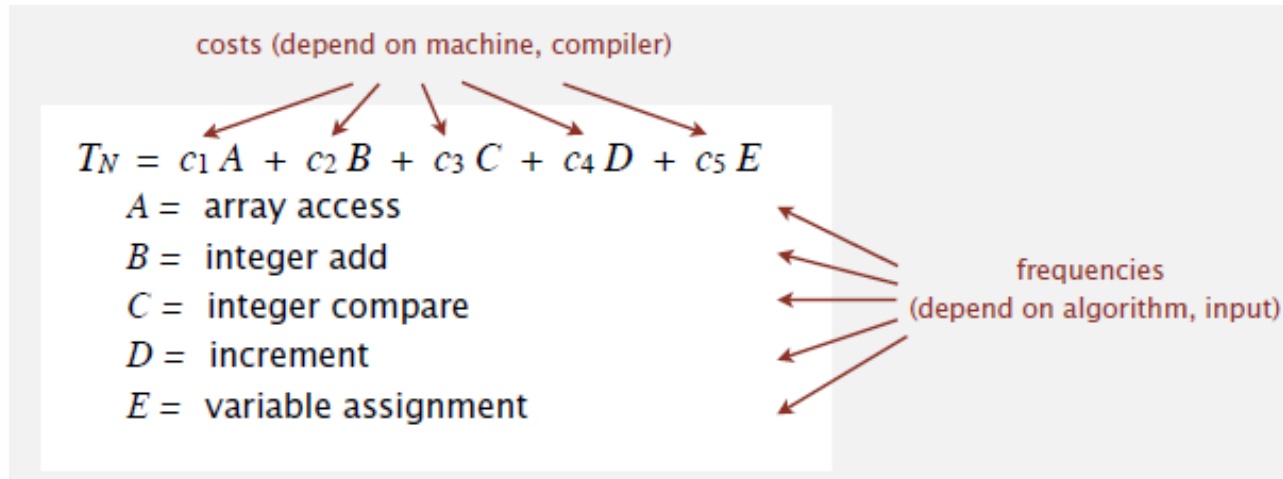 costs (depend on machine, compiler)
T_N = c₁ A + c₂ B + c₃ C + c₄ D + c₅ E
A = array access
B = integer add
C = integer compare
D = increment
E = variable assignment
frequencies
(depend on algorithm, input)